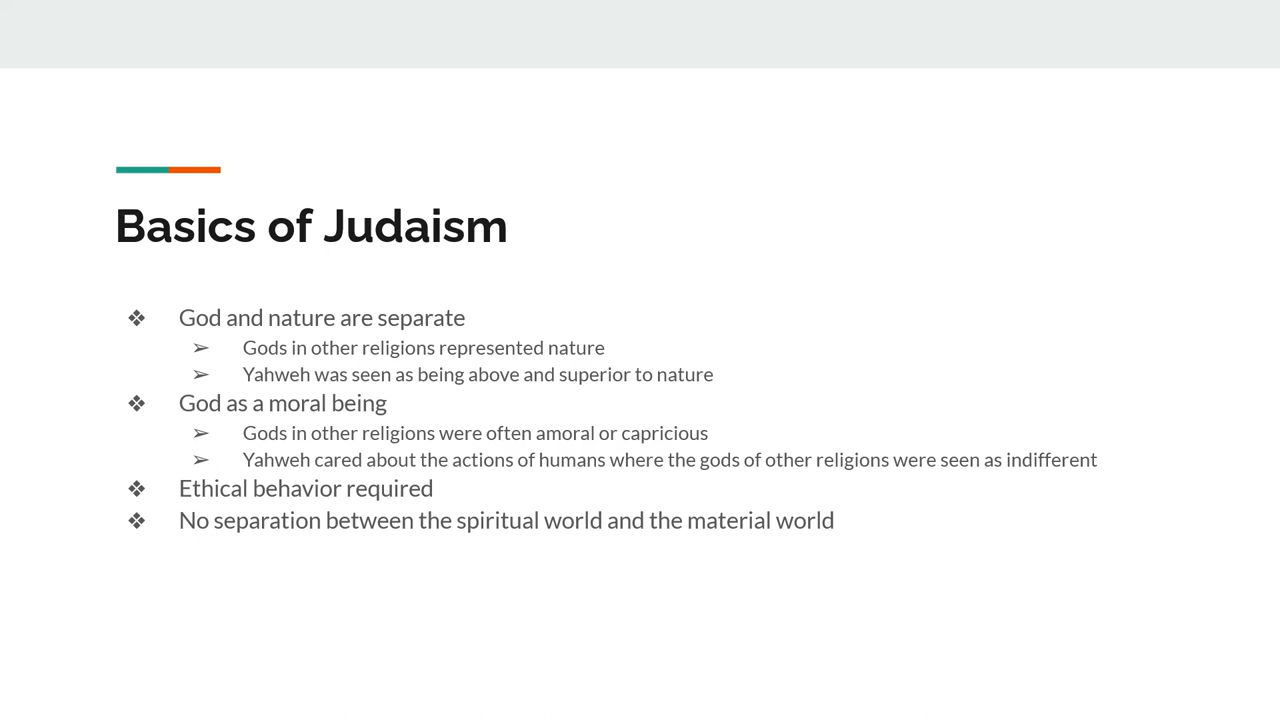 Basics of Judaism
❖ God and nature are separate
➢ Gods in other religions represented nature
➢ Yahweh was seen as being above and superior to nature
❖ God as a moral being
➢ Gods in other religions were often amoral or capricious
➢ Yahweh cared about the actions of humans where the gods of other religions were seen as indifferent
❖ Ethical behavior required
❖ No separation between the spiritual world and the material world